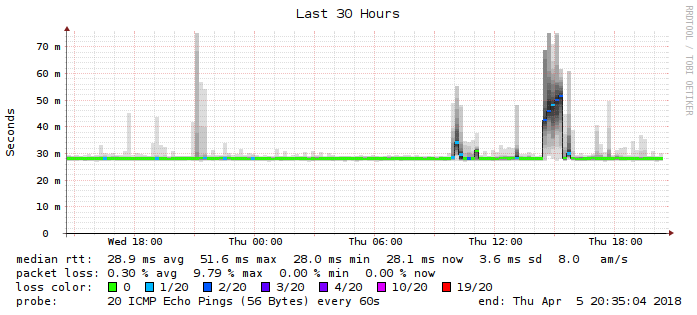 Last 30 Hours
RRDTOOL / TOBI OETIKER
Seconds
70 m
60 m
50 m
40 m
30 m
20 m
10 m
0
Wed 18:00 Thu 00:00 Thu 06:00 Thu 12:00 Thu 18:00
median rtt: 28.9 ms avg 51.6 ms max 28.0 ms min 28.1 ms now 3.6 ms sd 8.0 am/s
packet loss: 0.30 % avg 9.79 % max 0.00 % min 0.00 % now
loss color: 0 1/20 2/20 3/20 4/20 10/20 19/20
probe: 20 ICMP Echo Pings (56 Bytes) every 60s end: Thu Apr 5 20:35:04 2018